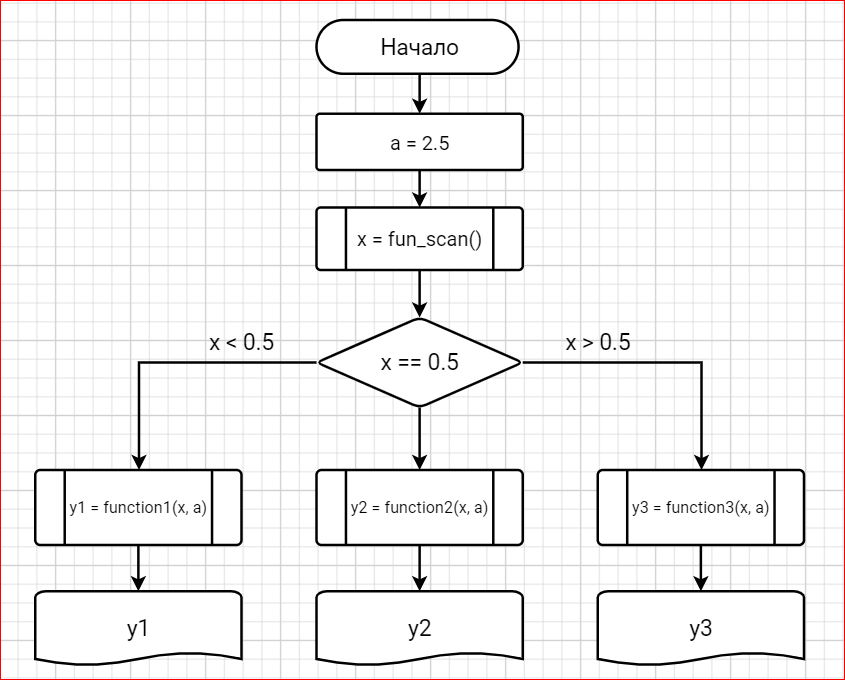 Начало
a = 2.5
x = fun_scan()
x < 0.5
x == 0.5
x > 0.5
y1 = function1(x, a)
y2 = function2(x, a)
y3 = function3(x, a)
y1
y2
y3